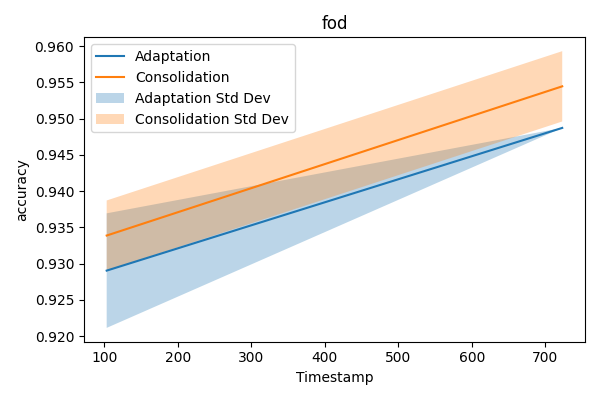 fod
0.960
0.955
0.950
0.945
0.940
0.935
0.930
0.925
0.920
accuracy
Adaptation
Consolidation
Adaptation Std Dev
Consolidation Std Dev
100 200 300 400 500 600 700
Timestamp